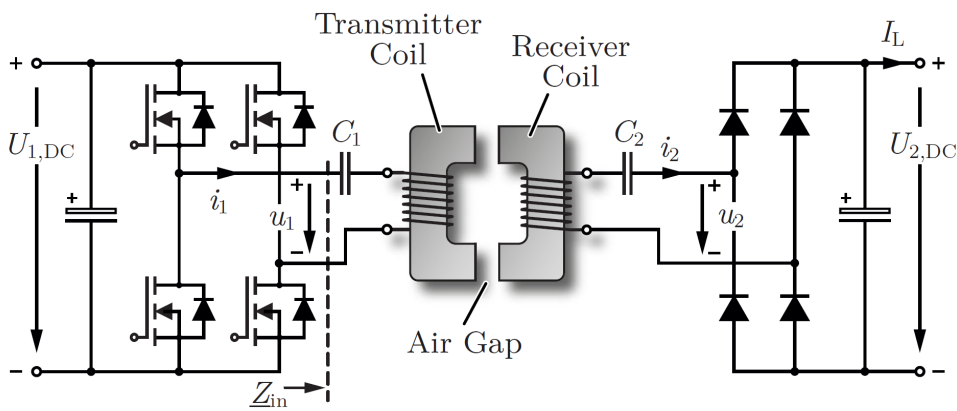 Transmitter
Coil
Receiver
Coil
I_L
+
+
U_1,DC
+
C_1
i_1
+
u_1
−
C_2
i_2
+
u_2
−
+
U_2,DC
−
−
Air Gap
Z_in